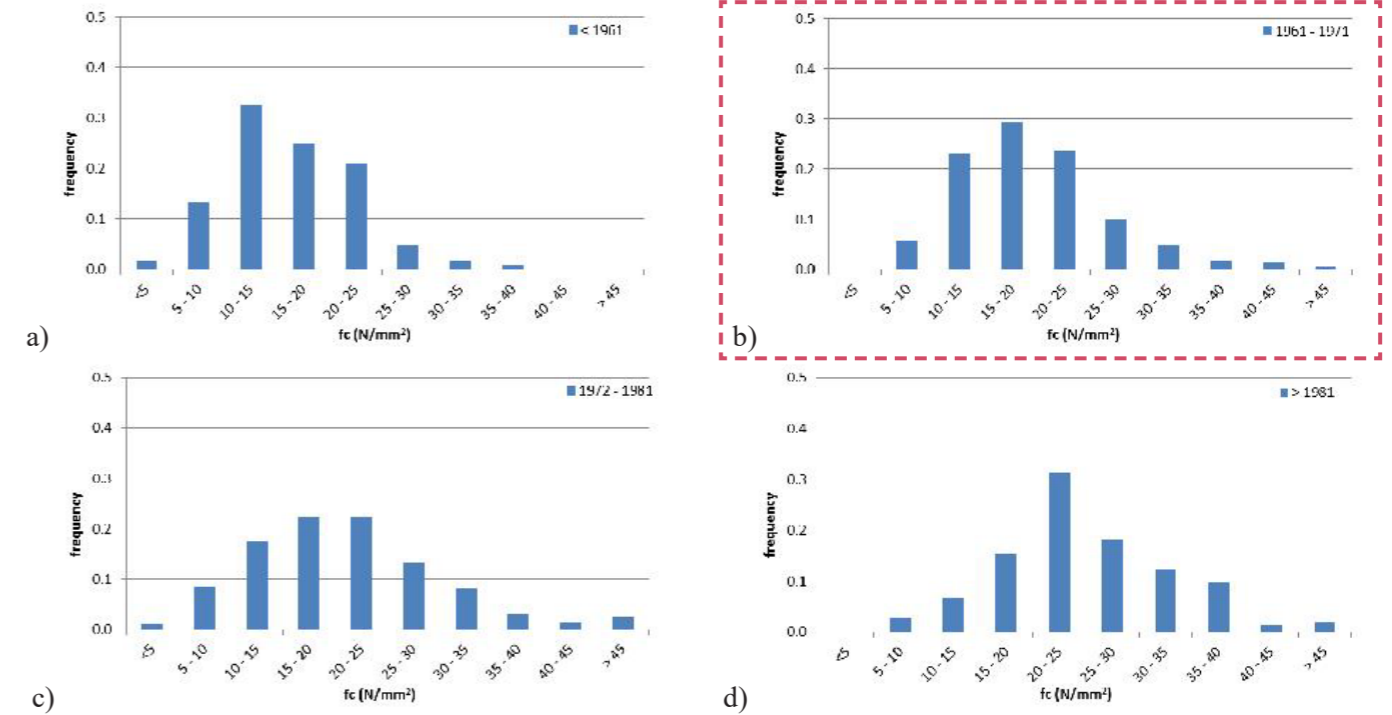 0.5
< 1961
0.4
0.3
0.2
0.1
0.0
frequency
<5
5 - 10
10 - 15
15 - 20
20 - 25
25 - 30
30 - 35
35 - 40
40 - 45
> 45
fc (N/mm²)
a)
0.5
1961 - 1971
0.4
0.3
0.2
0.1
0.0
frequency
<5
5 - 10
10 - 15
15 - 20
20 - 25
25 - 30
30 - 35
35 - 40
40 - 45
> 45
fc (N/mm²)
b)
0.5
1972 - 1981
0.4
0.3
0.2
0.1
0.0
frequency
<5
5 - 10
10 - 15
15 - 20
20 - 25
25 - 30
30 - 35
35 - 40
40 - 45
> 45
fc (N/mm²)
c)
0.5
> 1981
0.4
0.3
0.2
0.1
0.0
frequency
<5
5 - 10
10 - 15
15 - 20
20 - 25
25 - 30
30 - 35
35 - 40
40 - 45
> 45
fc (N/mm²)
d)